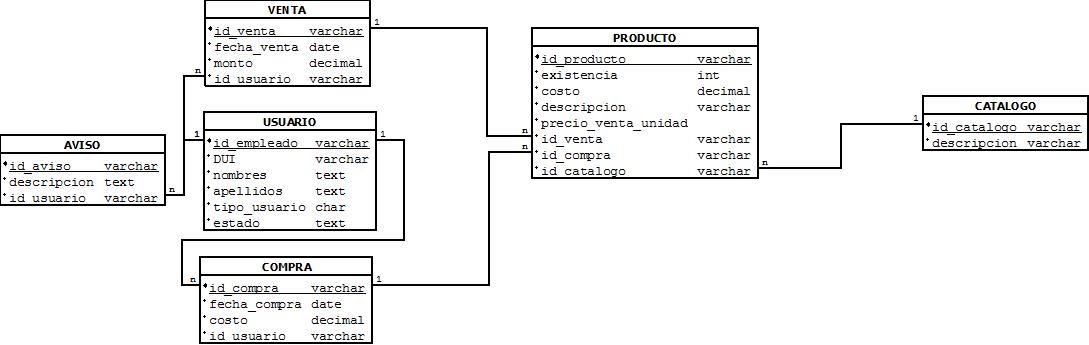 VENTA
id_venta varchar
fecha_venta date
monto decimal
id_usuario varchar
1
n
USUARIO
id_empleado varchar
DUI varchar
nombres text
apellidos text
tipo_usuario char
estado text
1
1
AVISO
id_aviso varchar
descripcion text
id_usuario varchar
n
COMPRA
id_compra varchar
fecha_compra date
costo decimal
id_usuario varchar
n
1
PRODUCTO
id_producto varchar
existencia int
costo decimal
descripcion varchar
precio_venta_unidad
id_venta varchar
id_compra varchar
id_catalogo varchar
n
n
n
CATALOGO
id_catalogo varchar
descripcion varchar
1